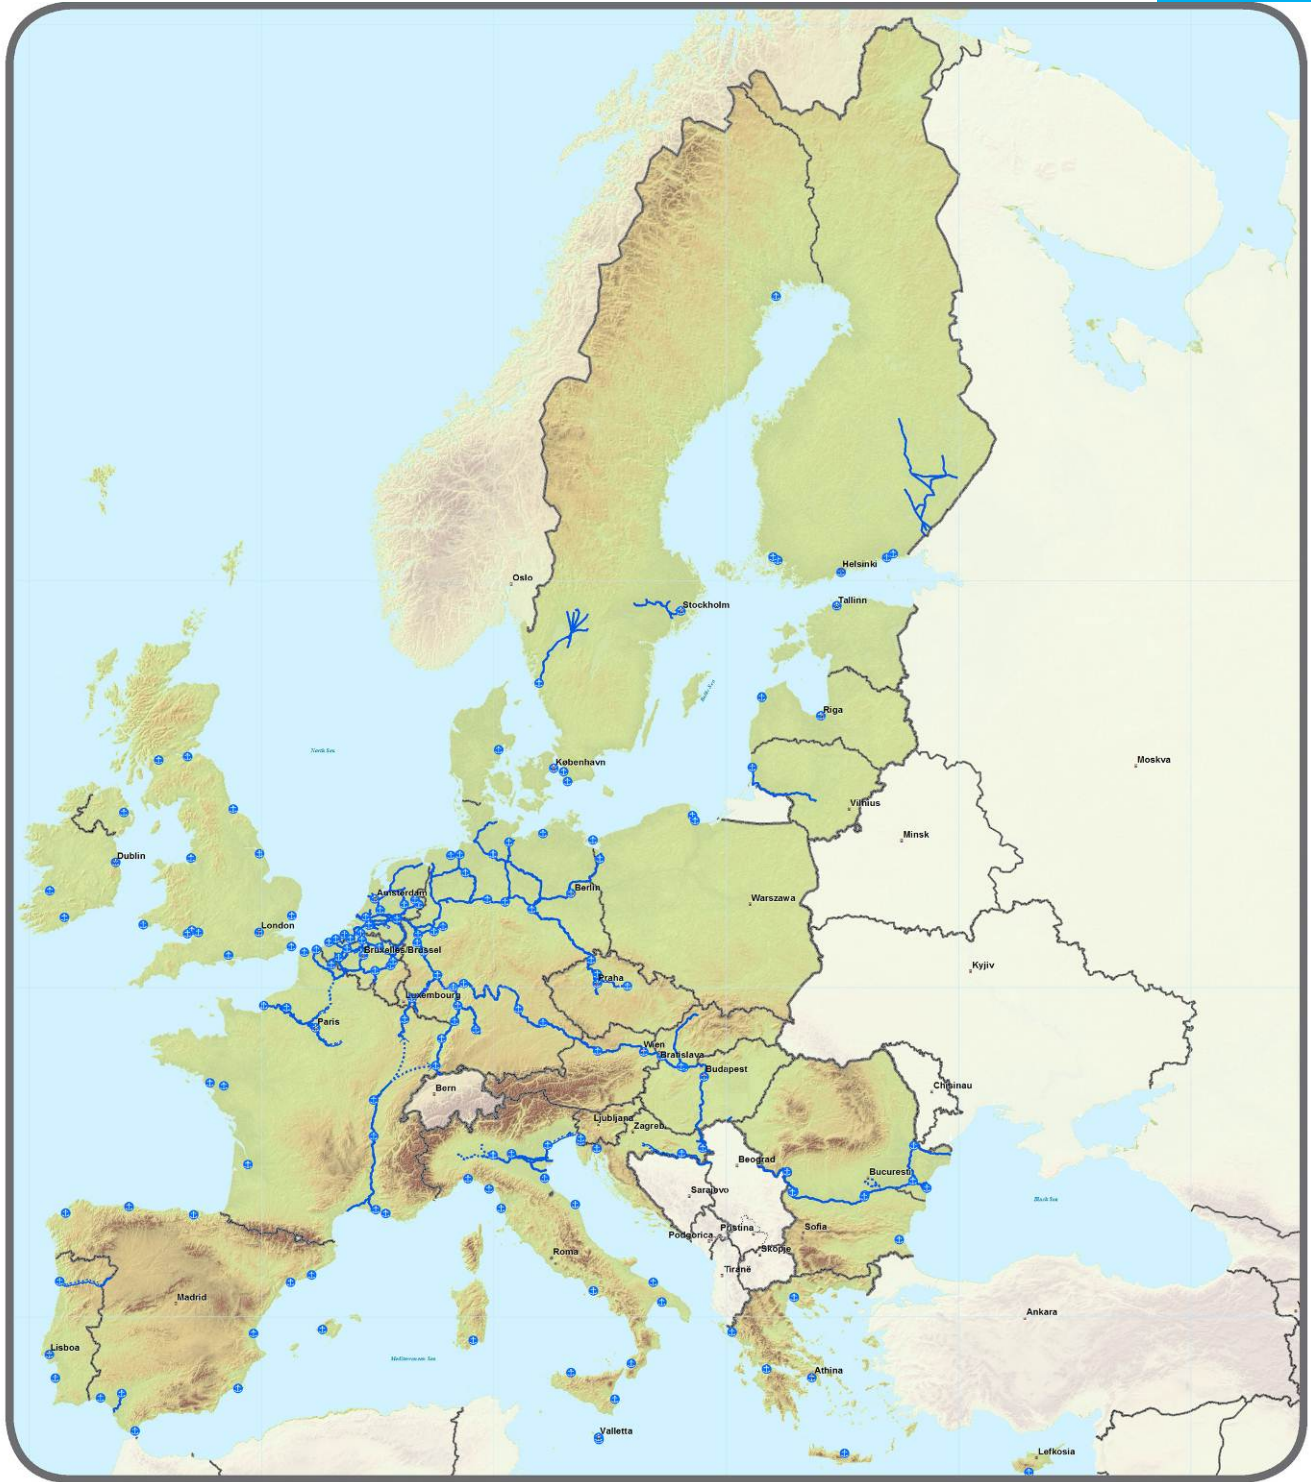 Oslo
Helsinki
Stockholm
Tallinn
Baltic Sea
Riga
North Sea
Moskva
København
Vilnius
Minsk
Dublin
Berlin
Amsterdam
Warszawa
London
Bruxelles/Brussel
Kyjiv
Praha
Luxembourg
Paris
Wien
Bratislava
Budapest
Bern
Chisinau
Ljubljana
Zagreb
Beograd
Bucuresti
Sarajevo
Black Sea
Pristina
Sofia
Podgorica
Skopje
Roma
Tiranë
Madrid
Ankara
Lisboa
Mediterranean Sea
Athina
Valletta
Lefkosia